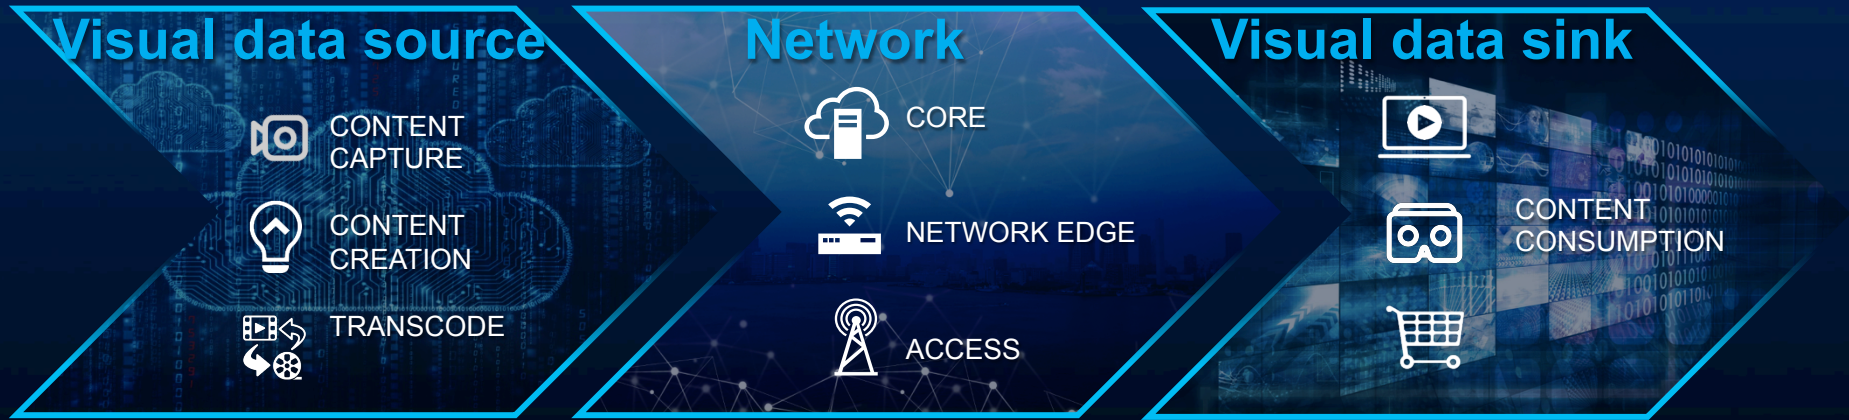 Visual data source
CONTENT
CAPTURE
CONTENT
CREATION
TRANSCODE
Network
CORE
NETWORK EDGE
ACCESS
Visual data sink
CONTENT
CONSUMPTION